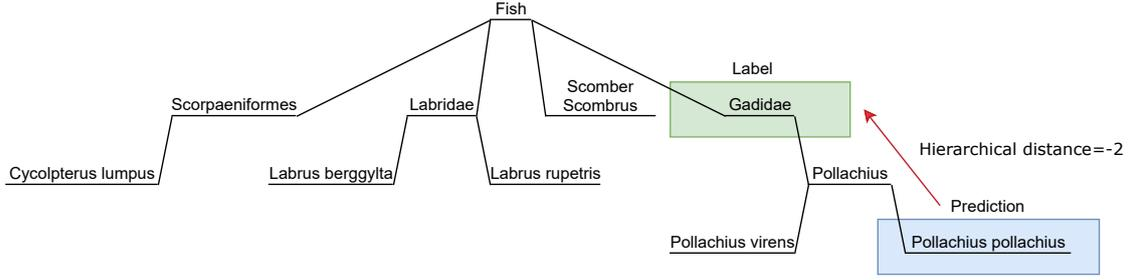 Fish
Label
Scorpaeniformes
Labridae
Scomber
Scombrus
Gadidae
Hierarchical distance=-2
Cycolpterus lumpus
Labrus berggylta
Labrus rupetris
Pollachius
Prediction
Pollachius virens
Pollachius pollachius